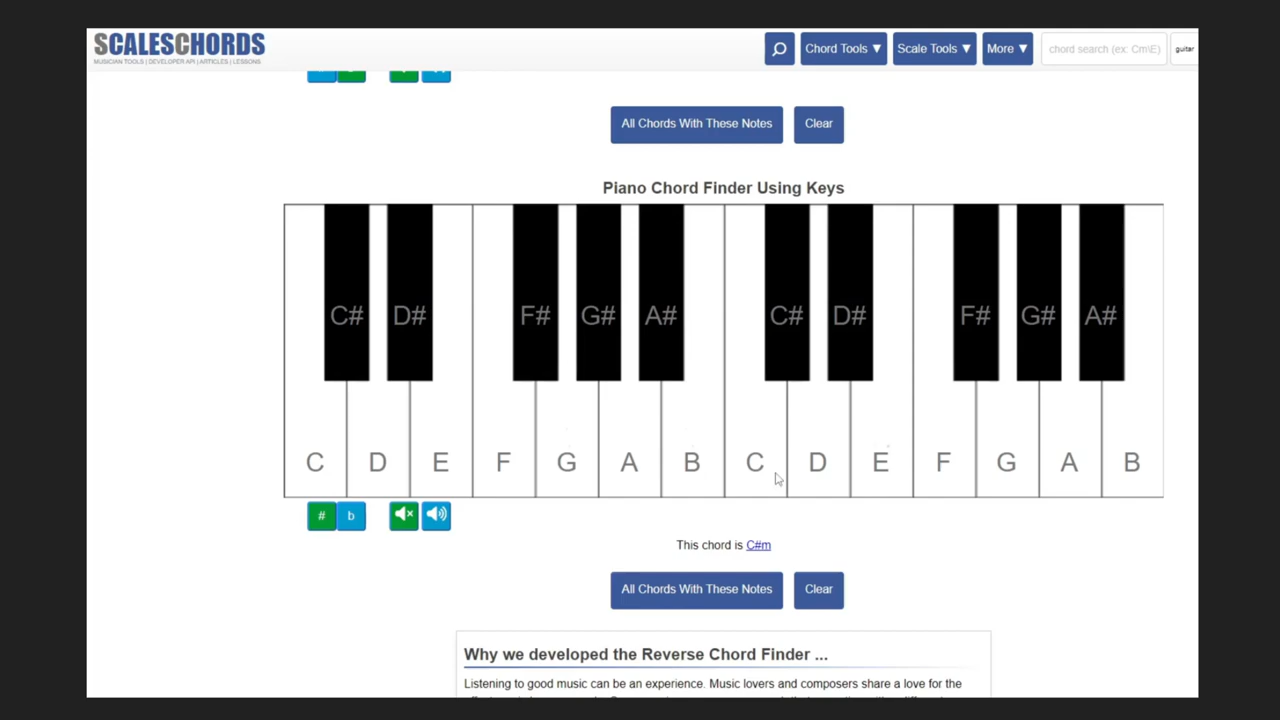 SCALESCHORDS
MUSICIAN TOOLS | DEVELOPER API | ARTICLES | LESSONS
Chord Tools ▼
Scale Tools ▼
More ▼
chord search (ex: Cm\E)
guitar
All Chords With These Notes
Clear
Piano Chord Finder Using Keys
C# D# F# G# A# C# D# F# G# A#
C D E F G A B C D E F G A B
# b
This chord is C#m
All Chords With These Notes
Clear
Why we developed the Reverse Chord Finder ...
Listening to good music can be an experience. Music lovers and composers share a love for the